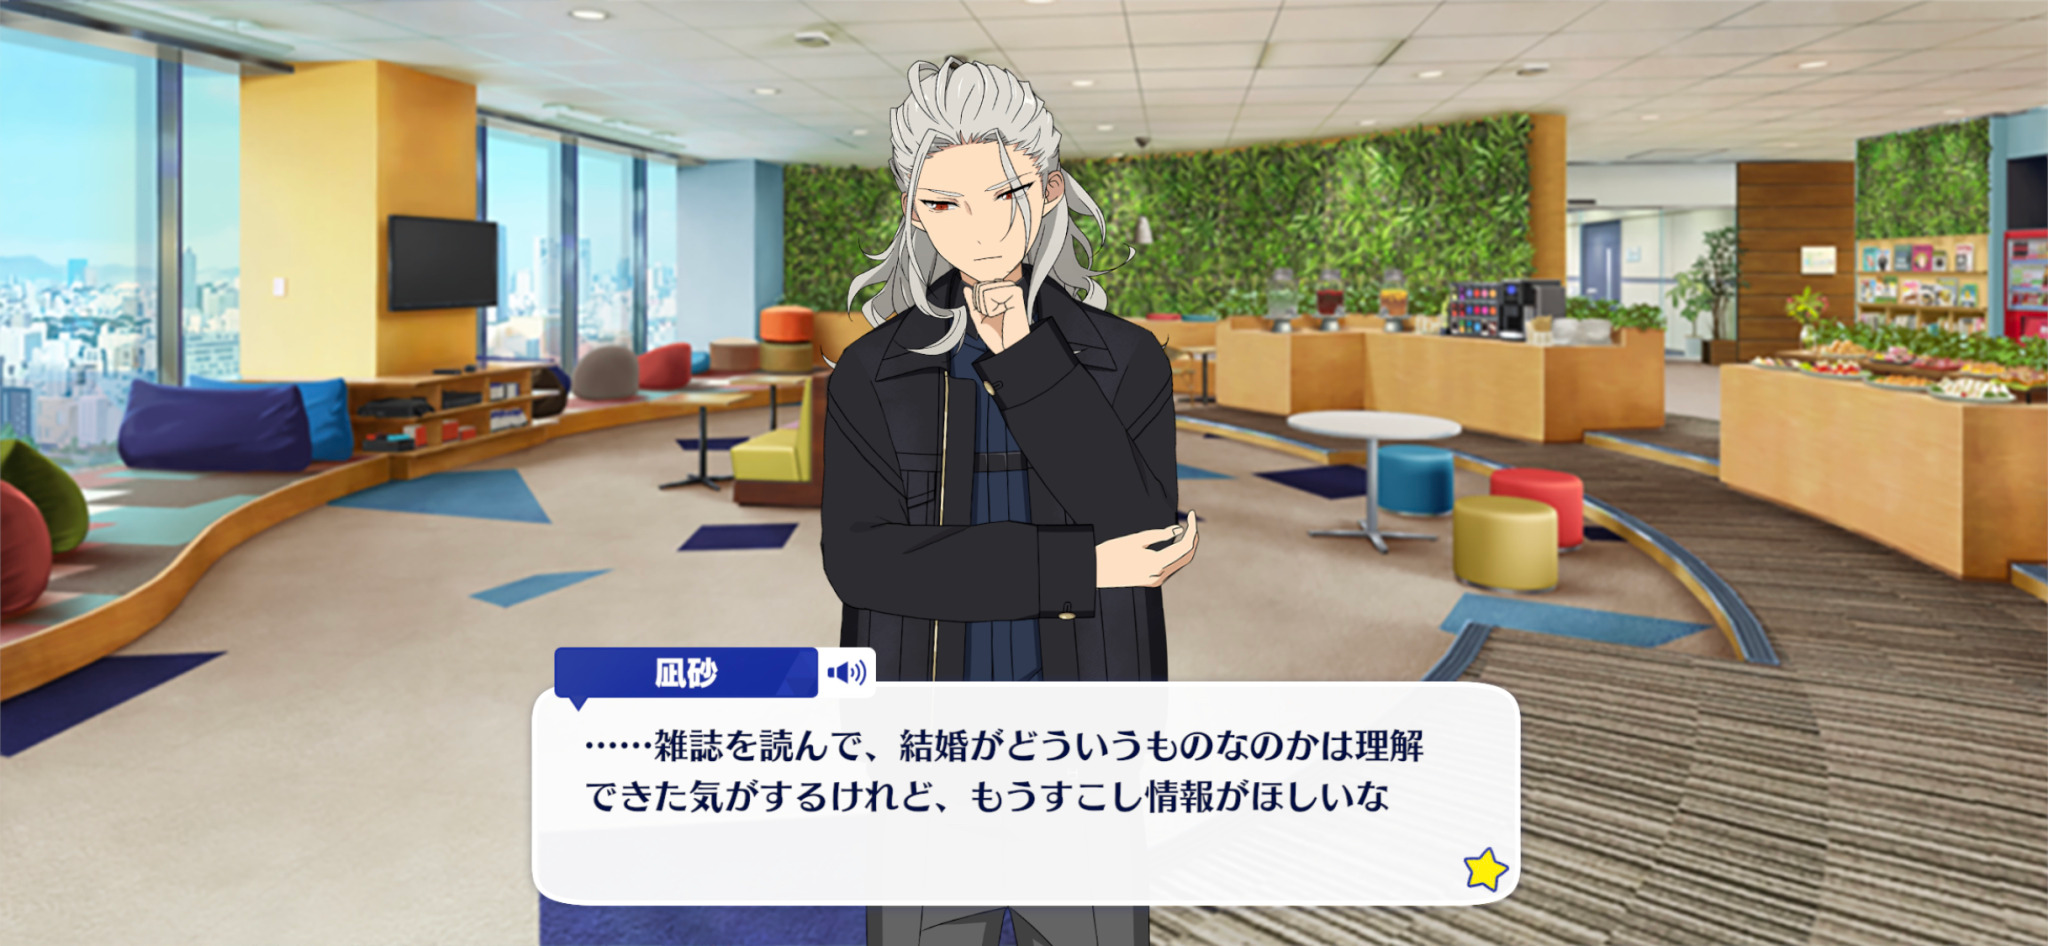 凪砂
……雑誌を読んで、結婚がどういうものなのかは理解
できた気がするけれど、もうすこし情報がほしいな